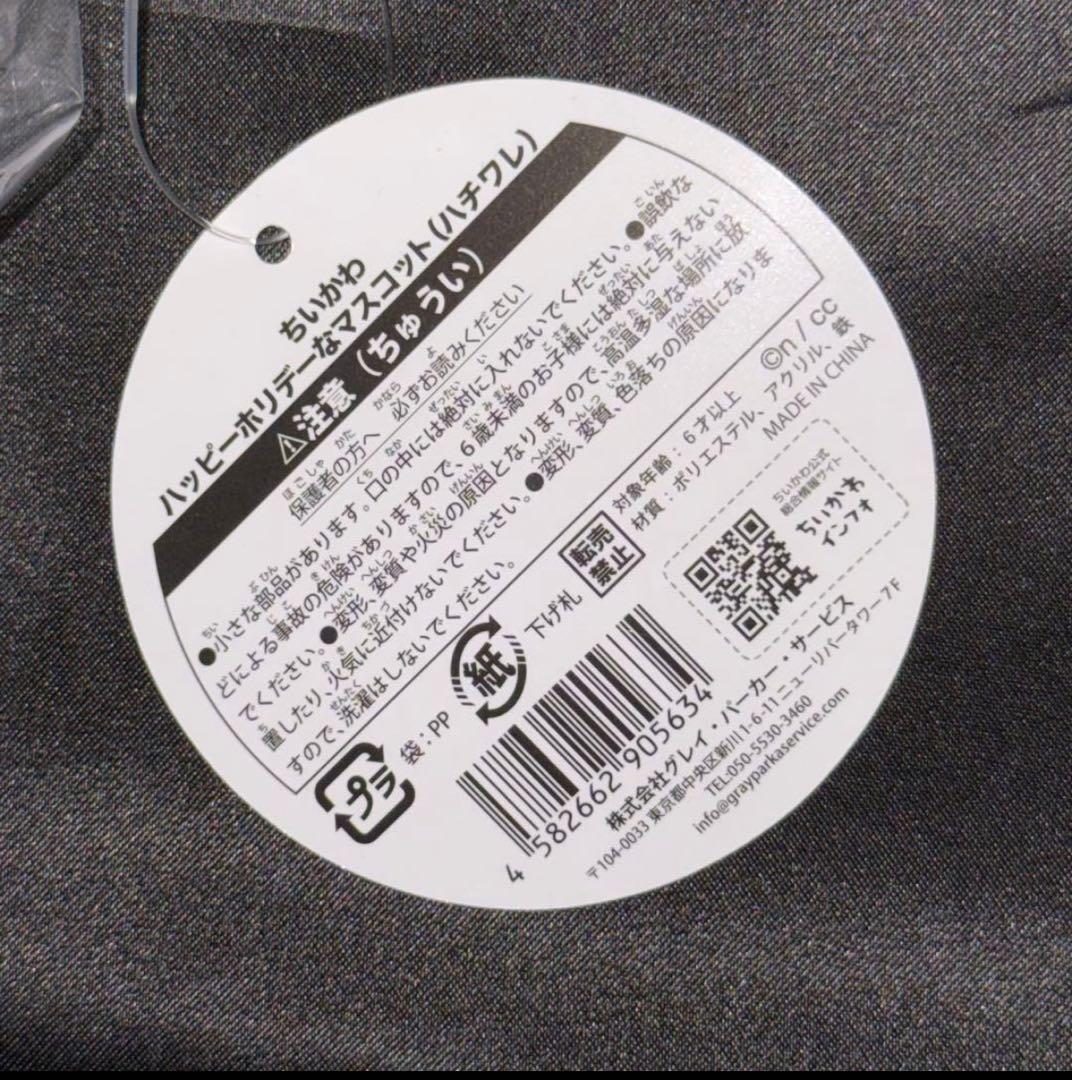 ちいかわ
ハッピーホリデーなマスコット(ハチワレ)
⚠注意(ちゅうい)
保護者の方へ 必ずお読みください
●小さな部品があります。口の中には絶対に入れないでください。●誤飲な
どによる事故の危険がありますので、6歳未満のお子様には絶対に与えない
でください。●変形、変質や火災の原因となりますので、高温多湿な場所に放
置したり、火気に近付けないでください。●変形、変質、色落ちの原因になりま
すので、洗濯はしないでください。
©n / cc
対象年齢:6才以上
材質:ポリエステル、アクリル、鉄
MADE IN CHINA
プラ
袋:PP
紙
下げ札
転売
禁止
ちいかわ公式
総合情報サイト
ちいかわ
インフォ
4 582662 905634
株式会社グレイ・パーカー・サービス
〒104-0033 東京都中央区新川1-6-11ニューリバータワー7F
TEL.050-5530-3460
info@grayparkaservice.com